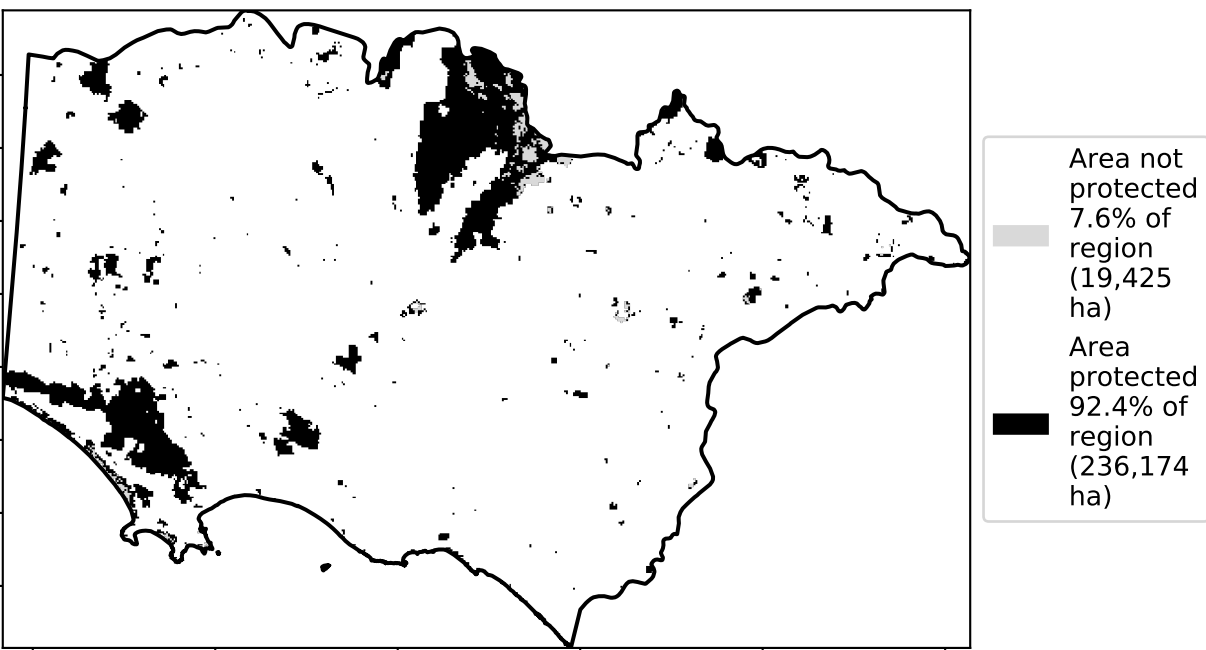 Area not
protected
7.6% of
region
(19,425
ha)
Area
protected
92.4% of
region
(236,174
ha)